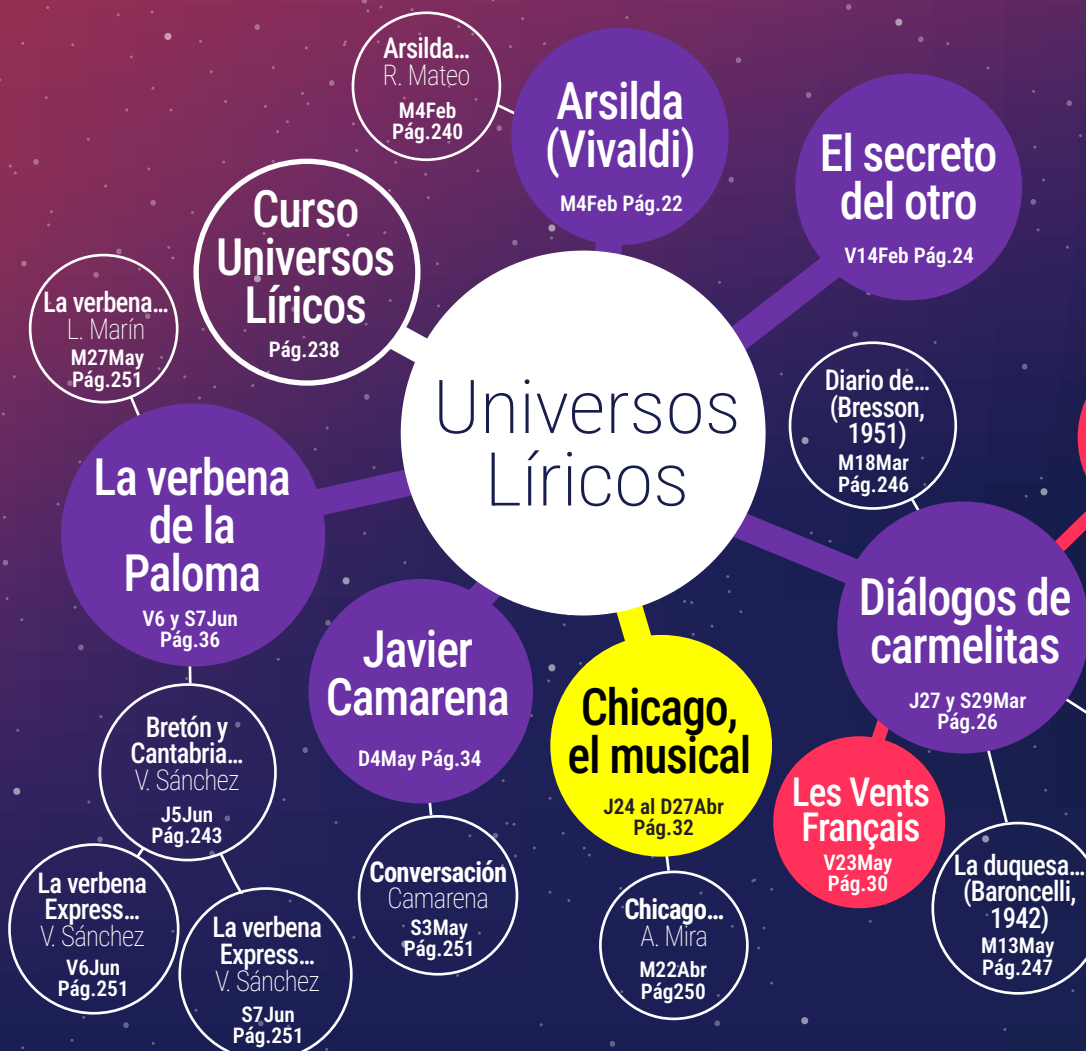 Arsilda…
R. Mateo
M4Feb
Pág.240
Arsilda
(Vivaldi)
M4Feb Pág.22
El secreto
del otro
V14Feb Pág.24
Curso
Universos
Líricos
Pág.238
La verbena…
L. Marín
M27May
Pág.251
Universos
Líricos
Diario de…
(Bresson,
1951)
M18Mar
Pág.246
La verbena
de la
Paloma
V6 y S7Jun
Pág.36
Javier
Camarena
D4May Pág.34
Chicago,
el musical
J24 al D27Abr
Pág.32
Diálogos de
carmelitas
J27 y S29Mar
Pág.26
Les Vents
Français
V23May
Pág.30
Bretón y
Cantabria…
V. Sánchez
J5Jun
Pág.243
La verbena
Express…
V. Sánchez
V6Jun
Pág.251
La verbena
Express…
V. Sánchez
S7Jun
Pág.251
Conversación
Camarena
S3May
Pág.251
Chicago…
A. Mira
M22Abr
Pág250
La duquesa…
(Baroncelli,
1942)
M13May
Pág.247